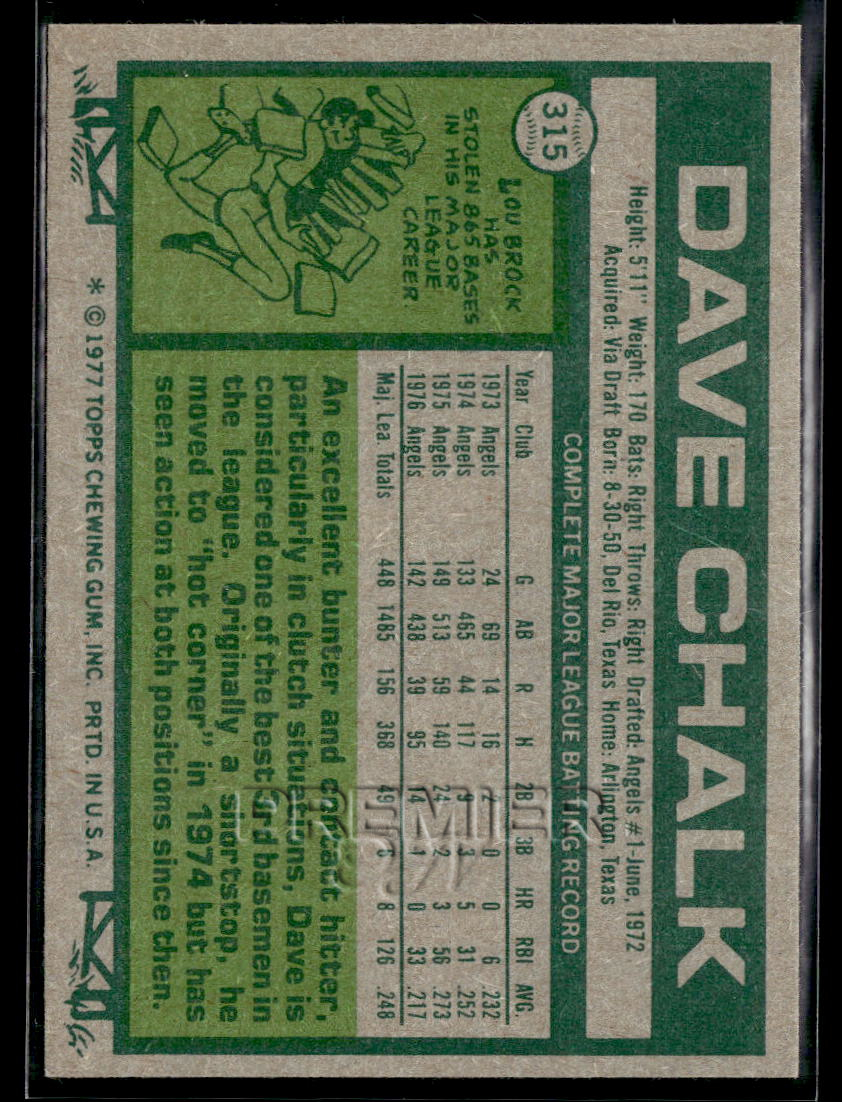 315
DAVE CHALK
Height: 5'11" Weight: 170 Bats: Right Throws: Right Drafted: Angels #1-June, 1972
Acquired: Via Draft Born: 8-30-50, Del Rio, Texas Home: Arlington, Texas
COMPLETE MAJOR LEAGUE BATTING RECORD
Year Club G AB R H 2B 3B HR RBI AVG.
1973 Angels 24 69 14 16 2 0 0 6 .232
1974 Angels 133 465 44 117 9 3 5 31 .252
1975 Angels 149 513 59 140 24 2 3 56 .273
1976 Angels 142 438 39 95 14 1 0 33 .217
Maj. Lea. Totals 448 1485 156 368 49 6 8 126 .248
LOU BROCK
HAS
STOLEN 865 BASES
IN HIS MAJOR
LEAGUE
CAREER.
An excellent bunter and contact hitter,
particularly in clutch situations, Dave is
considered one of the best 3rd basemen in
the league. Originally a shortstop, he
moved to "hot corner" in 1974 but has
seen action at both positions since then.
* © 1977 TOPPS CHEWING GUM, INC. PRTD. IN U.S.A.
PREMIER